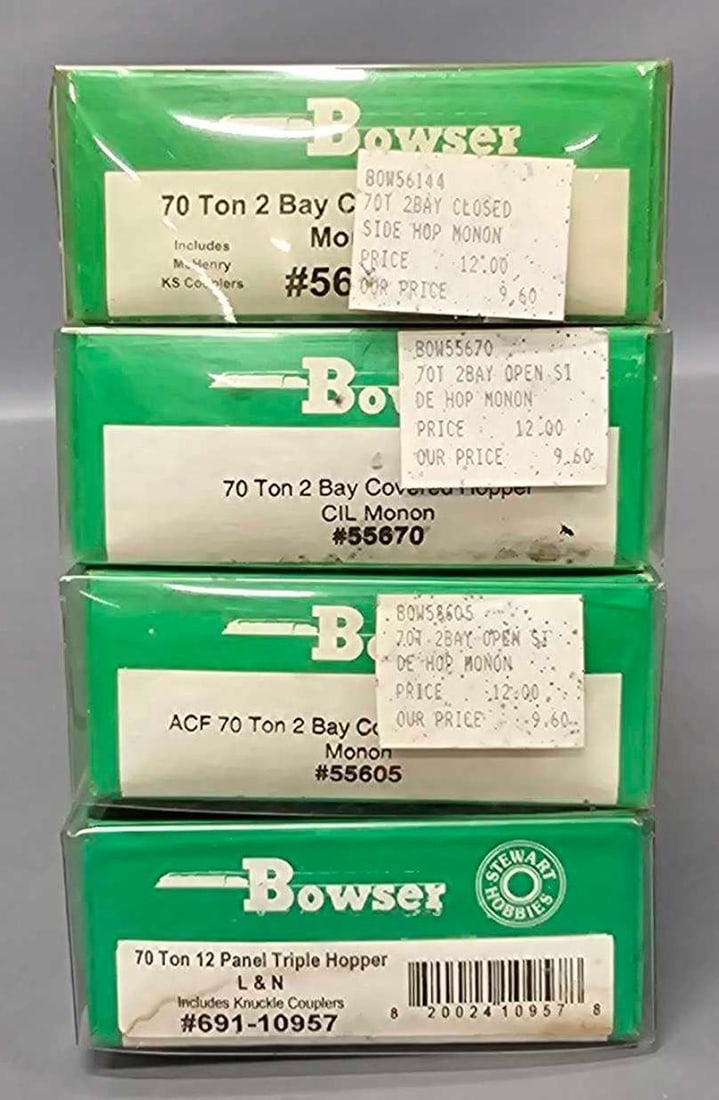 Bowser
70 Ton 2 Bay C
Mo
Includes
McHenry
KS Couplers
#56
BOW56144
70T 2BAY CLOSED
SIDE HOP MONON
PRICE 12.00
OUR PRICE 9.60
Bow
BOW55670
70T 2BAY OPEN SI
DE HOP MONON
PRICE 12.00
OUR PRICE 9.60
70 Ton 2 Bay Covered Hopper
CIL Monon
#55670
B
BOW58605
70T 2BAY OPEN SI
DE HOP MONON
PRICE 12.00
OUR PRICE 9.60
ACF 70 Ton 2 Bay Co
Monon
#55605
Bowser
STEWART
HOBBIES
70 Ton 12 Panel Triple Hopper
L & N
Includes Knuckle Couplers
#691-10957
8 20024 10957 8